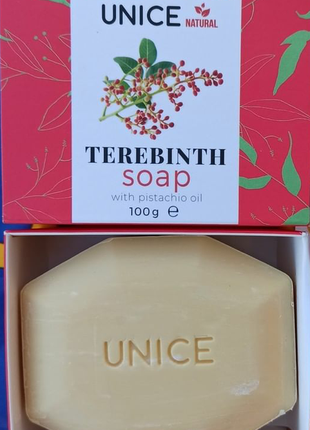 UNICE
NATURAL
TEREBINTH
soap
with pistachio oil
100g ℮
UNICE